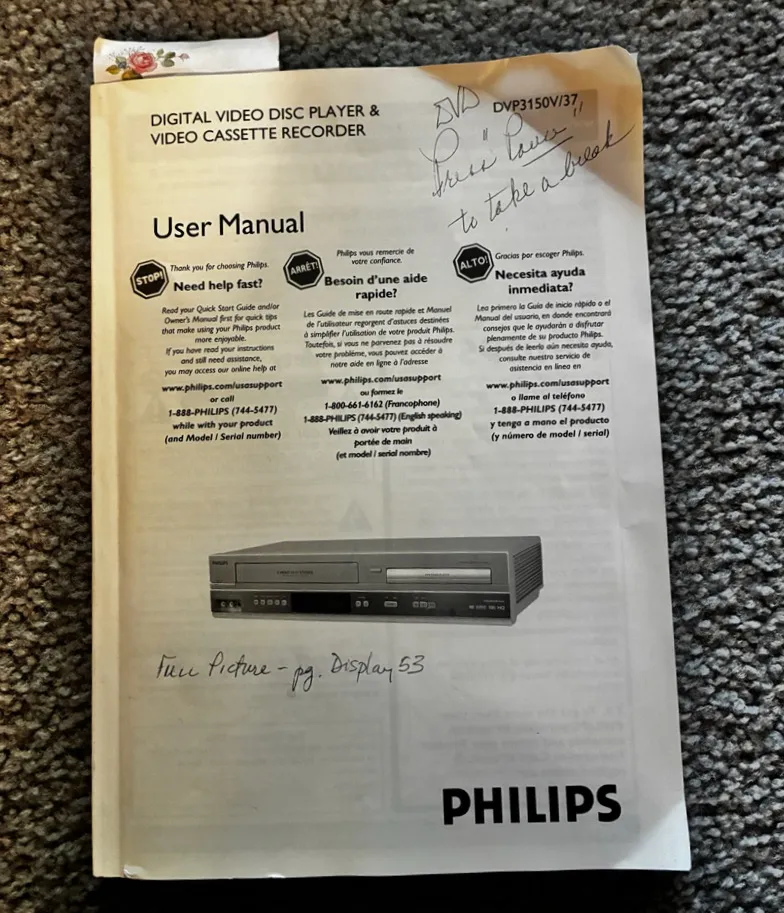 DIGITAL VIDEO DISC PLAYER &
VIDEO CASSETTE RECORDER
DVP3150V/37
DVD
Press "Power"
to take a break
User Manual
STOP!
Thank you for choosing Philips.
Need help fast?
Read your Quick Start Guide and/or
Owner's Manual first for quick tips
that make using your Philips product
more enjoyable.
If you have read your instructions
and still need assistance,
you may access our online help at
www.philips.com/usasupport
or call
1-888-PHILIPS (744-5477)
while with your product
(and Model / Serial number)
ARRÊT!
Philips vous remercie de
votre confiance.
Besoin d'une aide
rapide?
Les Guide de mise en route rapide et Manuel
de l'utilisateur regorgent d'astuces destinées
à simplifier l'utilisation de votre produit Philips.
Toutefois, si vous ne parvenez pas à résoudre
votre problème, vous pouvez accéder à
notre aide en ligne à l'adresse
www.philips.com/usasupport
ou formez le
1-800-661-6162 (Francophone)
1-888-PHILIPS (744-5477) (English speaking)
Veillez à avoir votre produit à
portée de main
(et model / serial nombre)
ALTO!
Gracias por escoger Philips.
Necesita ayuda
inmediata?
Lea primero la Guía de inicio rápido o el
Manual del usuario, en donde encontrará
consejos que le ayudarán a disfrutar
plenamente de su producto Philips.
Si después de leerlo aún necesita ayuda,
consulte nuestro servicio de
asistencia en línea en
www.philips.com/usasupport
o llame al teléfono
1-888-PHILIPS (744-5477)
y tenga a mano el producto
(y número de model / serial)
PHILIPS
Full Picture - pg. Display 53
PHILIPS